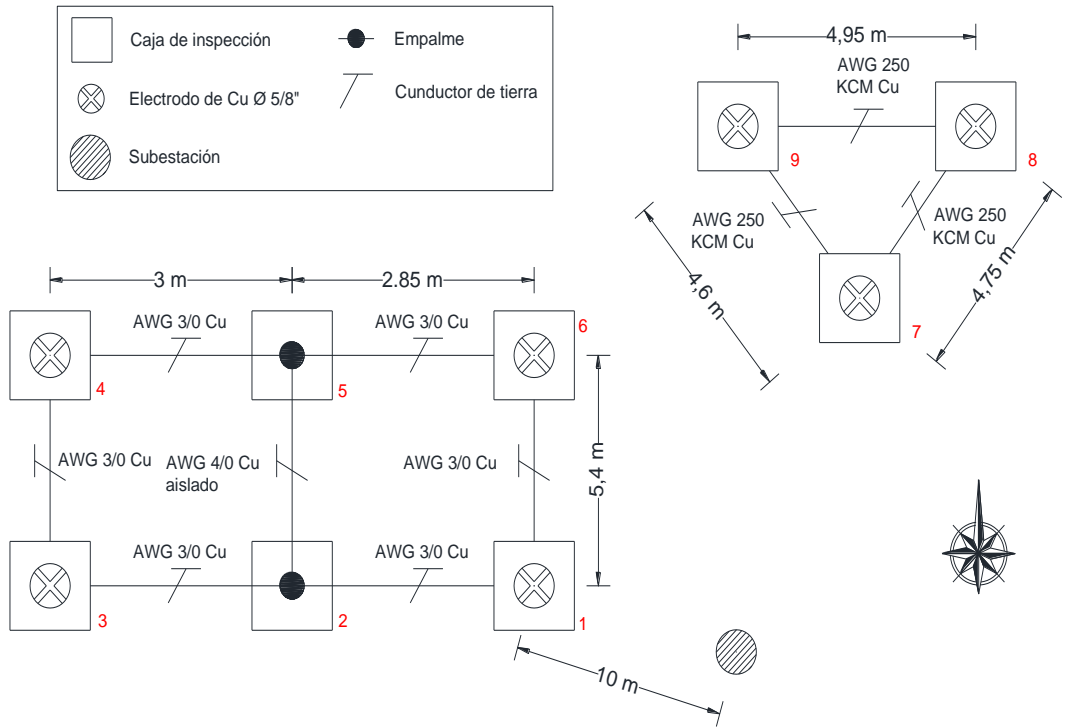 Caja de inspección
Empalme
Electrodo de Cu Ø 5/8"
Cunductor de tierra
Subestación
4,95 m
AWG 250
KCM Cu
9
8
AWG 250
KCM Cu
AWG 250
KCM Cu
4,6 m
4,75 m
7
3 m
2.85 m
AWG 3/0 Cu
AWG 3/0 Cu
6
4
5
AWG 3/0 Cu
AWG 4/0 Cu
aislado
AWG 3/0 Cu
5,4 m
AWG 3/0 Cu
AWG 3/0 Cu
3
2
1
10 m